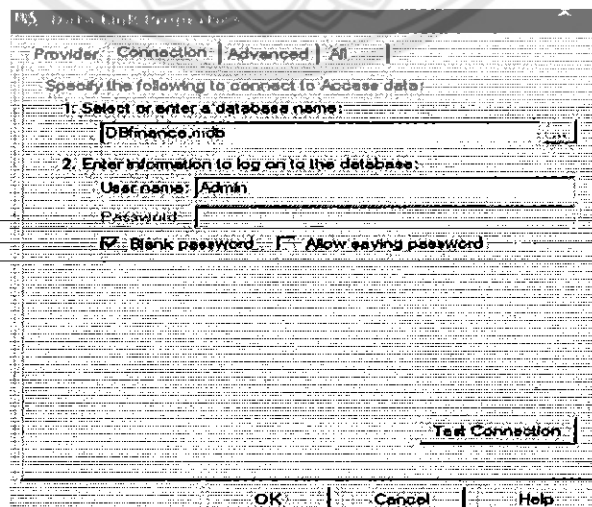 Data Link Properties
Provider Connection Advanced All
Specify the following to connect to Access data:
1. Select or enter a database name:
DBfinance.mdb ...
2. Enter information to log on to the database:
User name: Admin
Password
Blank password Allow saving password
Test Connection
OK Cancel Help